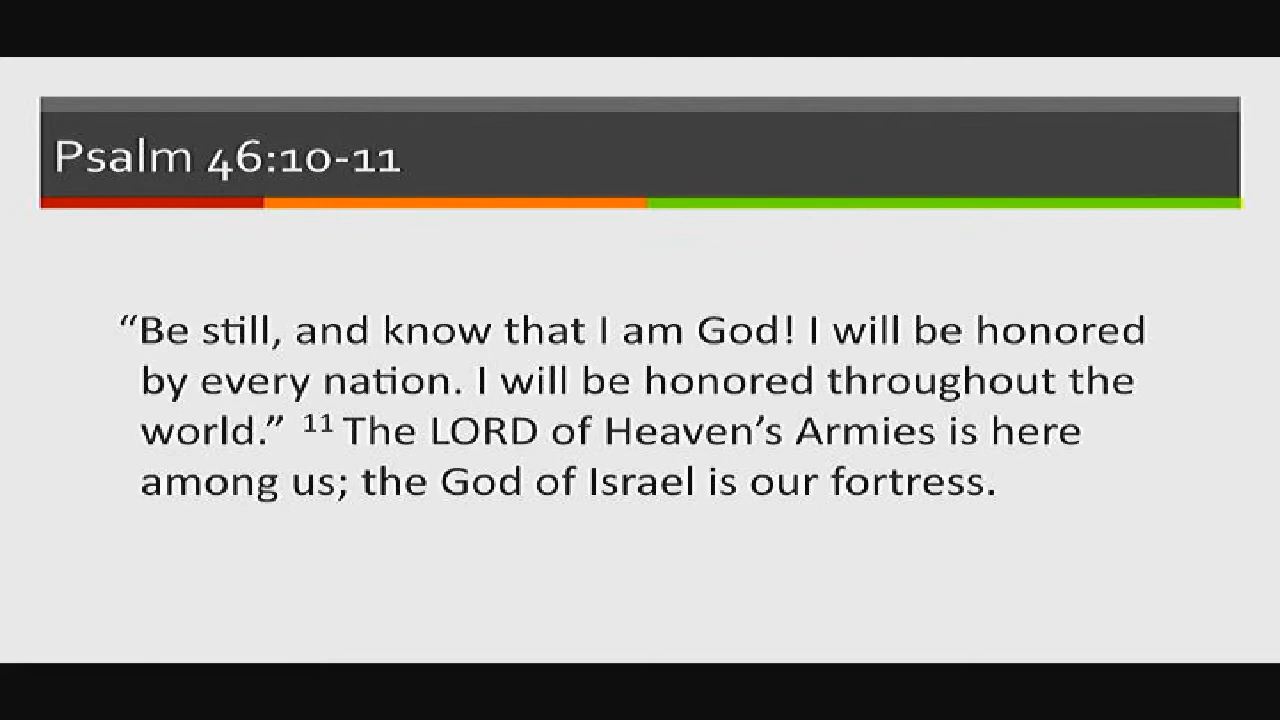 Psalm 46:10-11
“Be still, and know that I am God! I will be honored
by every nation. I will be honored throughout the
world.” 11 The LORD of Heaven’s Armies is here
among us; the God of Israel is our fortress.